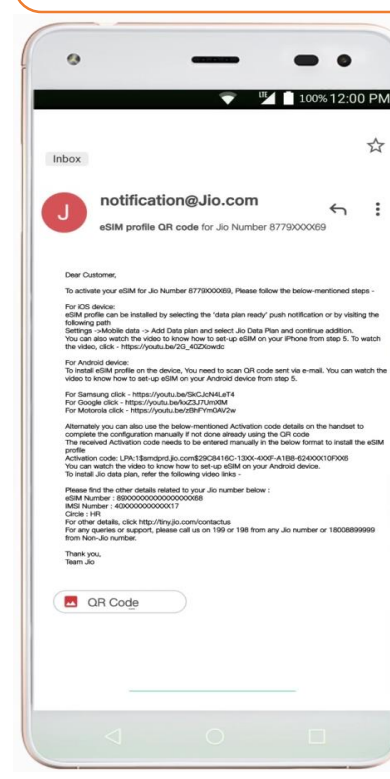 LTE 100% 12:00 PM
Inbox
J
notification@Jio.com
eSIM profile QR code for Jio Number 8779XXXX69
Dear Customer,
To activate your eSIM for Jio Number 8779XXXX69, Please follow the below-mentioned steps -
For iOS device:
eSIM profile can be installed by selecting the 'data plan ready' push notification or by visiting the
following path
Settings ->Mobile data -> Add Data plan and select Jio Data Plan and continue addition.
You can also watch the video to know how to set-up eSIM on your iPhone from step 5. To watch
the video, click - https://youtu.be/2G_40ZXowdc
For Android device:
To install eSIM profile on the device, You need to scan QR code sent via e-mail. You can watch the
video to know how to set-up eSIM on your Android device from step 5.
For Samsung click - https://youtu.be/SkCJcN4LeT4
For Google click - https://youtu.be/kxZ3J7UmXlM
For Motorola click - https://youtu.be/zBhFYm0AV2w
Alternately you can also use the below-mentioned Activation code details on the handset to
complete the configuration manually if not done already using the QR code
The received Activation code needs to be entered manually in the below format to install the eSIM
profile
Activation code: LPA:1$smdprd.jio.com$29C8416C-13XX-4XXF-A1B8-624XXX10FXX6
You can watch the video to know how to set-up eSIM on your Android device.
To install Jio data plan, refer the following video links -
Please find the other details related to your Jio number below :
eSIM Number : 89XXXXXXXXXXXXXXXX68
IMSI Number : 40XXXXXXXXXX17
Circle : HR
For other details, click http://tiny.jio.com/contactus
For any queries or support, please call us on 199 or 198 from any Jio number or 18008899999
from Non-Jio number.
Thank you,
Team Jio
QR Code